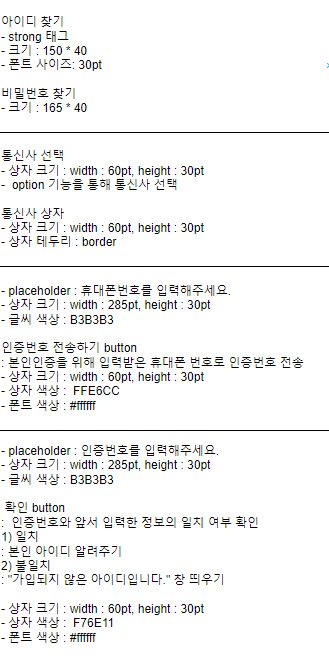 아이디 찾기
- strong 태그
- 크기 : 150 * 40
- 폰트 사이즈: 30pt
비밀번호 찾기
- 크기 : 165 * 40
통신사 선택
- 상자 크기 : width : 60pt, height : 30pt
-  option 기능을 통해 통신사 선택
통신사 상자
- 상자 크기 : width : 60pt, height : 30pt
- 상자 테두리 : border
- placeholder : 휴대폰번호를 입력해주세요.
- 상자 크기 : width : 285pt, height : 30pt
- 글씨 색상 : B3B3B3
인증번호 전송하기 button
: 본인인증을 위해 입력받은 휴대폰 번호로 인증번호 전송
- 상자 크기 : width : 60pt, height : 30pt
- 상자 색상 :  FFE6CC
- 폰트 색상 : #ffffff
- placeholder : 인증번호를 입력해주세요.
- 상자 크기 : width : 285pt, height : 30pt
- 글씨 색상 : B3B3B3
확인 button
:  인증번호와 앞서 입력한 정보의 일치 여부 확인
1) 일치
: 본인 아이디 알려주기
2) 불일치
: "가입되지 않은 아이디입니다." 창 띄우기
- 상자 크기 : width : 60pt, height : 30pt
- 상자 색상 :  F76E11
- 폰트 색상 : #ffffff